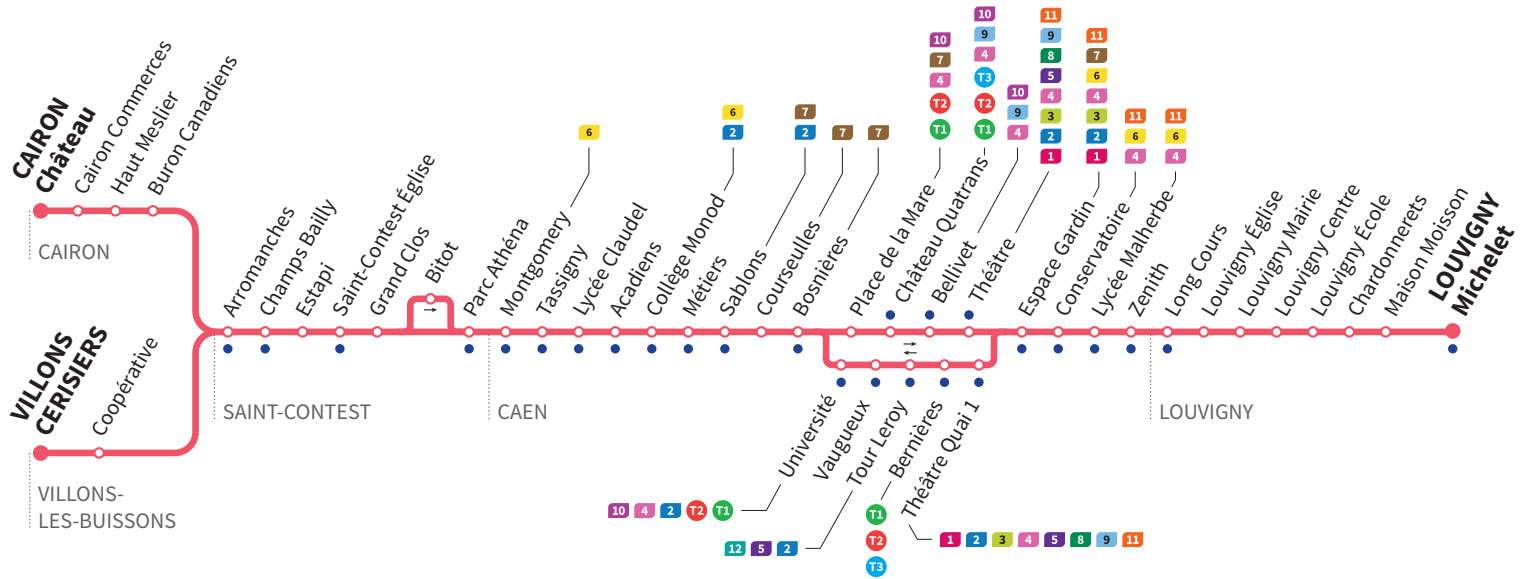 CAIRON
Château
Cairon Commerces
Haut Meslier
Buron Canadiens
CAIRON
VILLONS
CERISIERS
Coopérative
VILLONS-
LES-BUISSONS
Arromanches
Champs Bailly
Estapi
Saint-Contest Église
Grand Clos
Bitot
SAINT-CONTEST
Parc Athéna
6
Montgomery
Tassigny
Lycée Claudel
Acadiens
6
2
Collège Monod
Métiers
7
2
Sablons
7
Courseulles
7
Bosnières
CAEN
10
7
4
T2
T1
Place de la Mare
10
9
4
T3
T2
T1
Château Quatrans
10
9
4
Bellivet
11
9
8
5
4
3
2
1
Théâtre
11
7
6
4
3
2
1
Espace Gardin
11
6
4
Conservatoire
11
6
4
Lycée Malherbe
Zenith
Long Cours
Louvigny Église
Louvigny Mairie
Louvigny Centre
Louvigny École
Chardonnerets
Maison Moisson
LOUVIGNY
Michelet
LOUVIGNY
Université
10 4 2 T2 T1
Vaugueux
Tour Leroy
12 5 2
Bernières
T1
T2
T3
Théâtre Quai 1
1 2 3 4 5 8 9 11